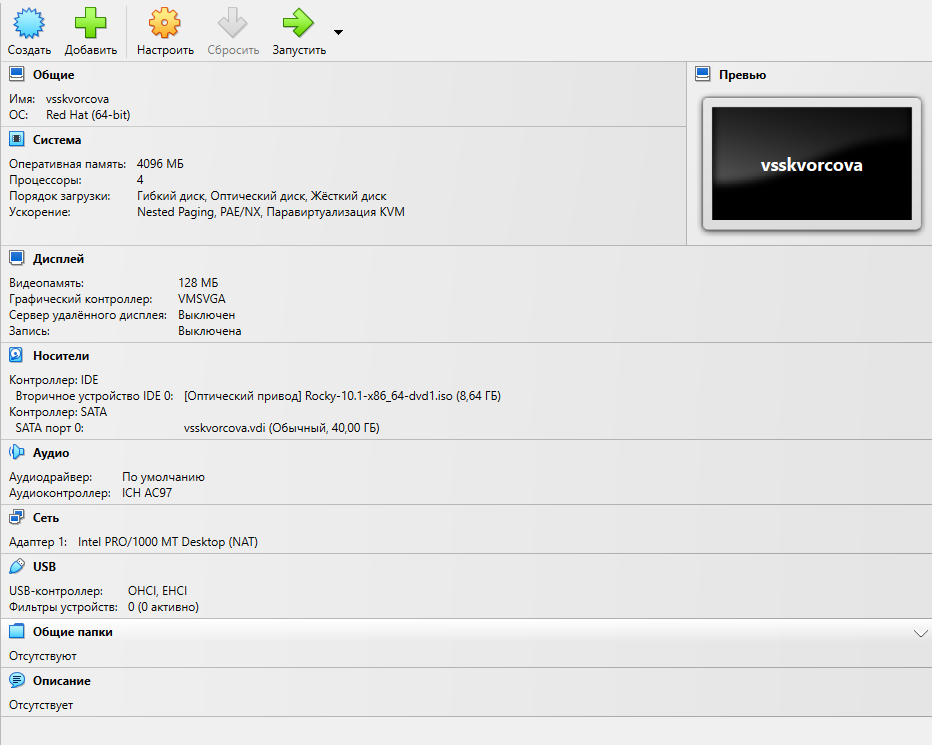 Создать Добавить Настроить Сбросить Запустить
Общие
Имя: vsskvorcova
ОС: Red Hat (64-bit)
Превью
vsskvorcova
Система
Оперативная память: 4096 МБ
Процессоры: 4
Порядок загрузки: Гибкий диск, Оптический диск, Жёсткий диск
Ускорение: Nested Paging, PAE/NX, Паравиртуализация KVM
Дисплей
Видеопамять: 128 МБ
Графический контроллер: VMSVGA
Сервер удалённого дисплея: Выключен
Запись: Выключена
Носители
Контроллер: IDE
Вторичное устройство IDE 0: [Оптический привод] Rocky-10.1-x86_64-dvd1.iso (8,64 ГБ)
Контроллер: SATA
SATA порт 0: vsskvorcova.vdi (Обычный, 40,00 ГБ)
Аудио
Аудиодрайвер: По умолчанию
Аудиоконтроллер: ICH AC97
Сеть
Адаптер 1: Intel PRO/1000 MT Desktop (NAT)
USB
USB-контроллер: OHCI, EHCI
Фильтры устройств: 0 (0 активно)
Общие папки
Отсутствуют
Описание
Отсутствует